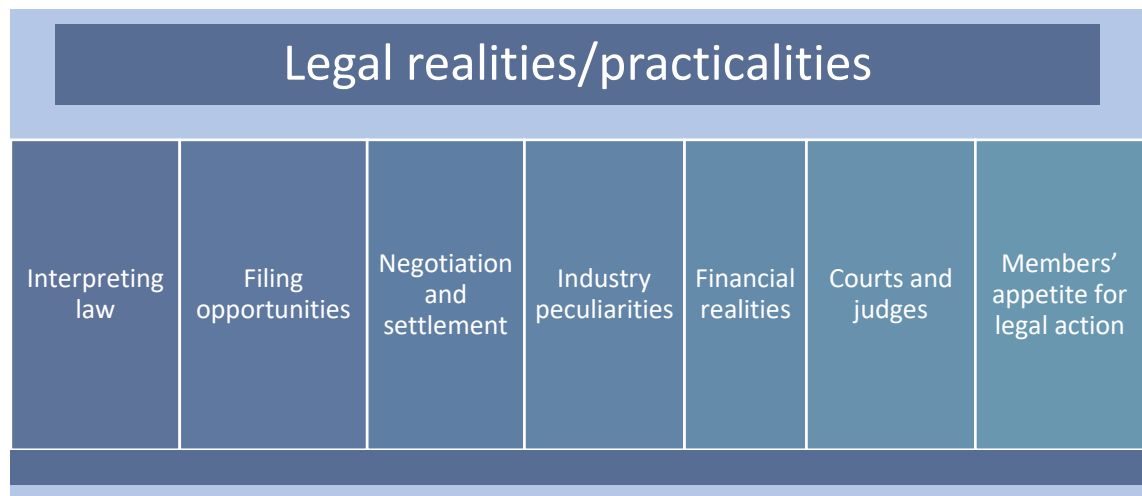 Legal realities/practicalities
Interpreting
law
Filing
opportunities
Negotiation
and
settlement
Industry
peculiarities
Financial
realities
Courts and
judges
Members’
appetite for
legal action